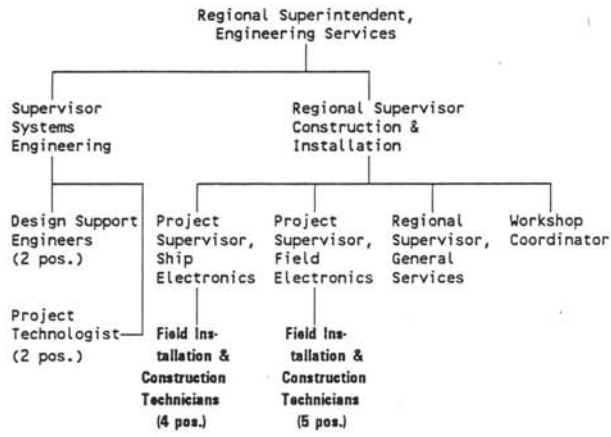 Regional Superintendent,
Engineering Services
Supervisor
Systems
Engineering
Regional Supervisor
Construction &
Installation
Design Support
Engineers
(2 pos.)
Project
Technologist
(2 pos.)
Project
Supervisor,
Ship
Electronics
Project
Supervisor,
Field
Electronics
Regional
Supervisor,
General
Services
Workshop
Coordinator
Field Ins-
tallation &
Construction
Technicians
(4 pos.)
Field Ins-
tallation &
Construction
Technicians
(5 pos.)